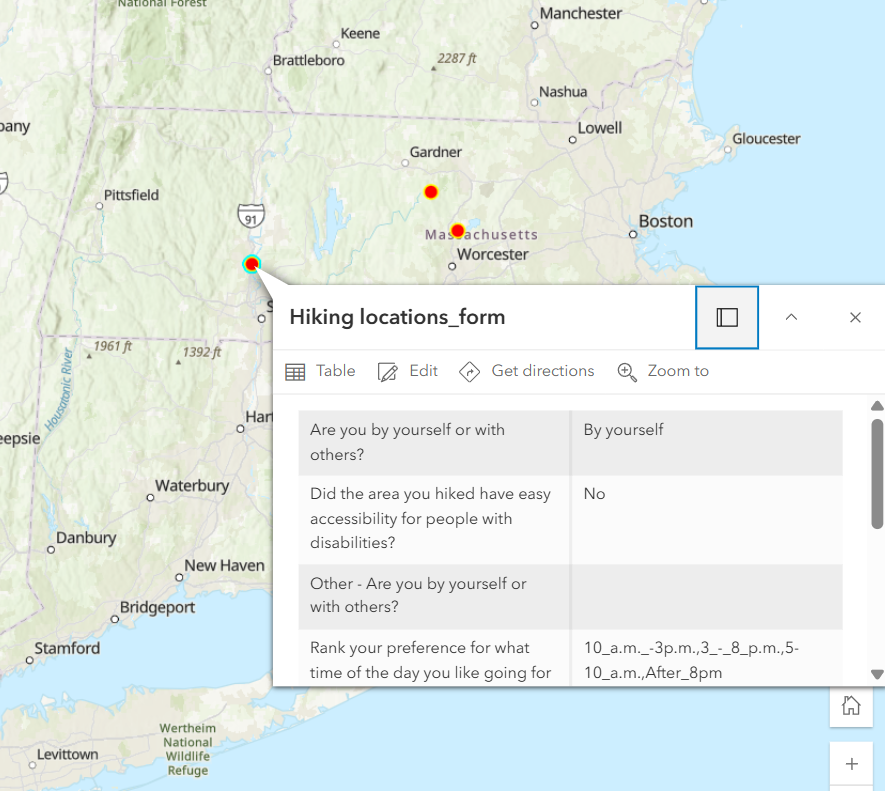 National Forest
Manchester
Keene
Brattleboro
2287 ft
Nashua
any
Lowell
Gloucester
Gardner
Pittsfield
91
Boston
Massachusetts
Worcester
S
Hiking locations_form
1961 ft
1392 ft
Table
Edit
Get directions
Zoom to
Housatonic River
Har
eepsie
Are you by yourself or with
others?
By yourself
Did the area you hiked have easy
accessibility for people with
disabilities?
No
Waterbury
Danbury
New Haven
Other - Are you by yourself or
with others?
Bridgeport
Stamford
Rank your preference for what
time of the day you like going for
10_a.m._-3p.m.,3_-_8_p.m.,5-
10_a.m.,After_8pm
Wertheim
National
Wildlife
Refuge
Levittown